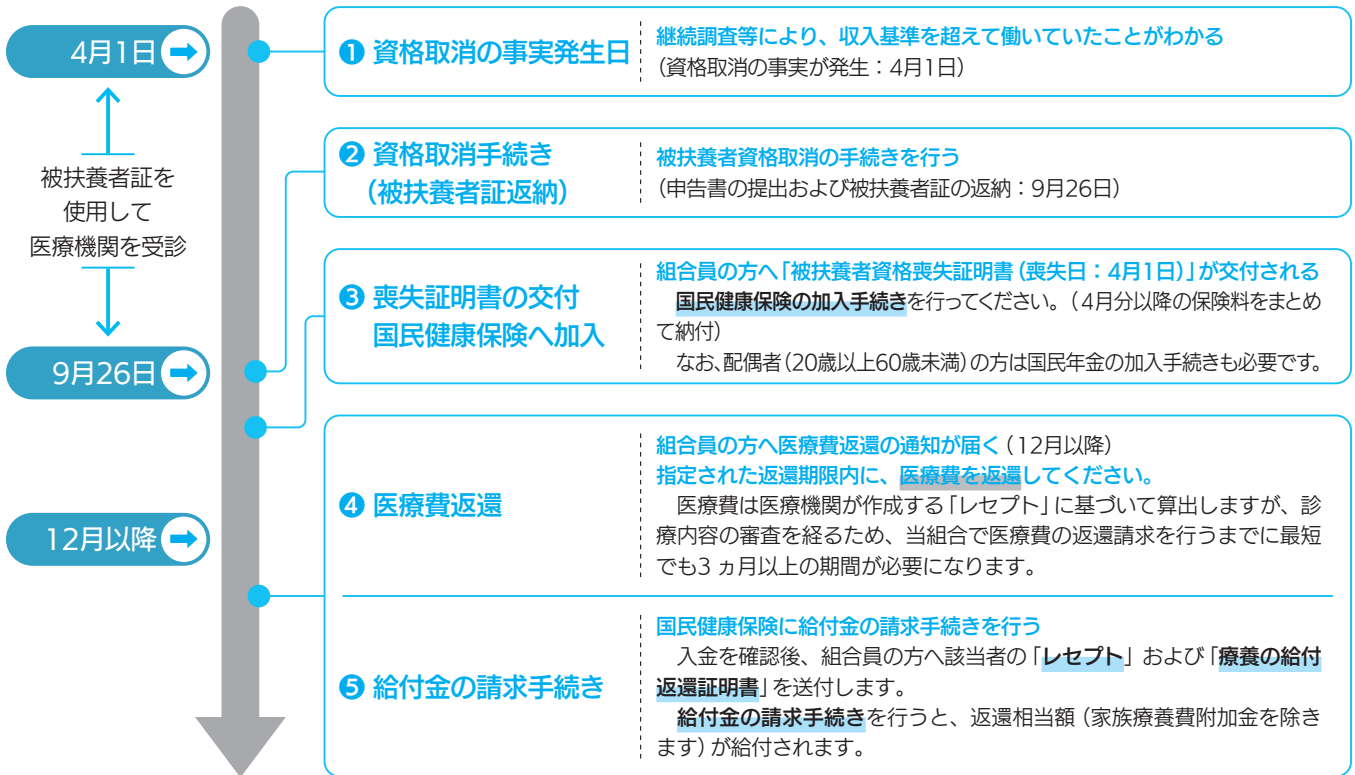 4月1日
被扶養者証を
使用して
医療機関を受診
9月26日
12月以降
❶ 資格取消の事実発生日
継続調査等により、収入基準を超えて働いていたことがわかる
(資格取消の事実が発生：4月1日)
❷ 資格取消手続き
(被扶養者証返納)
被扶養者資格取消の手続きを行う
(申告書の提出および被扶養者証の返納：9月26日)
❸ 喪失証明書の交付
国民健康保険へ加入
組合員の方へ「被扶養者資格喪失証明書(喪失日：4月1日)」が交付される
国民健康保険の加入手続きを行ってください。(4月分以降の保険料をまとめ
て納付)
なお、配偶者(20歳以上60歳未満)の方は国民年金の加入手続きも必要です。
❹ 医療費返還
組合員の方へ医療費返還の通知が届く(12月以降)
指定された返還期限内に、医療費を返還してください。
医療費は医療機関が作成する「レセプト」に基づいて算出しますが、診
療内容の審査を経るため、当組合で医療費の返還請求を行うまでに最短
でも3ヵ月以上の期間が必要になります。
❺ 給付金の請求手続き
国民健康保険に給付金の請求手続きを行う
入金を確認後、組合員の方へ該当者の「レセプト」および「療養の給付
返還証明書」を送付します。
給付金の請求手続きを行うと、返還相当額(家族療養費附加金を除き
ます)が給付されます。